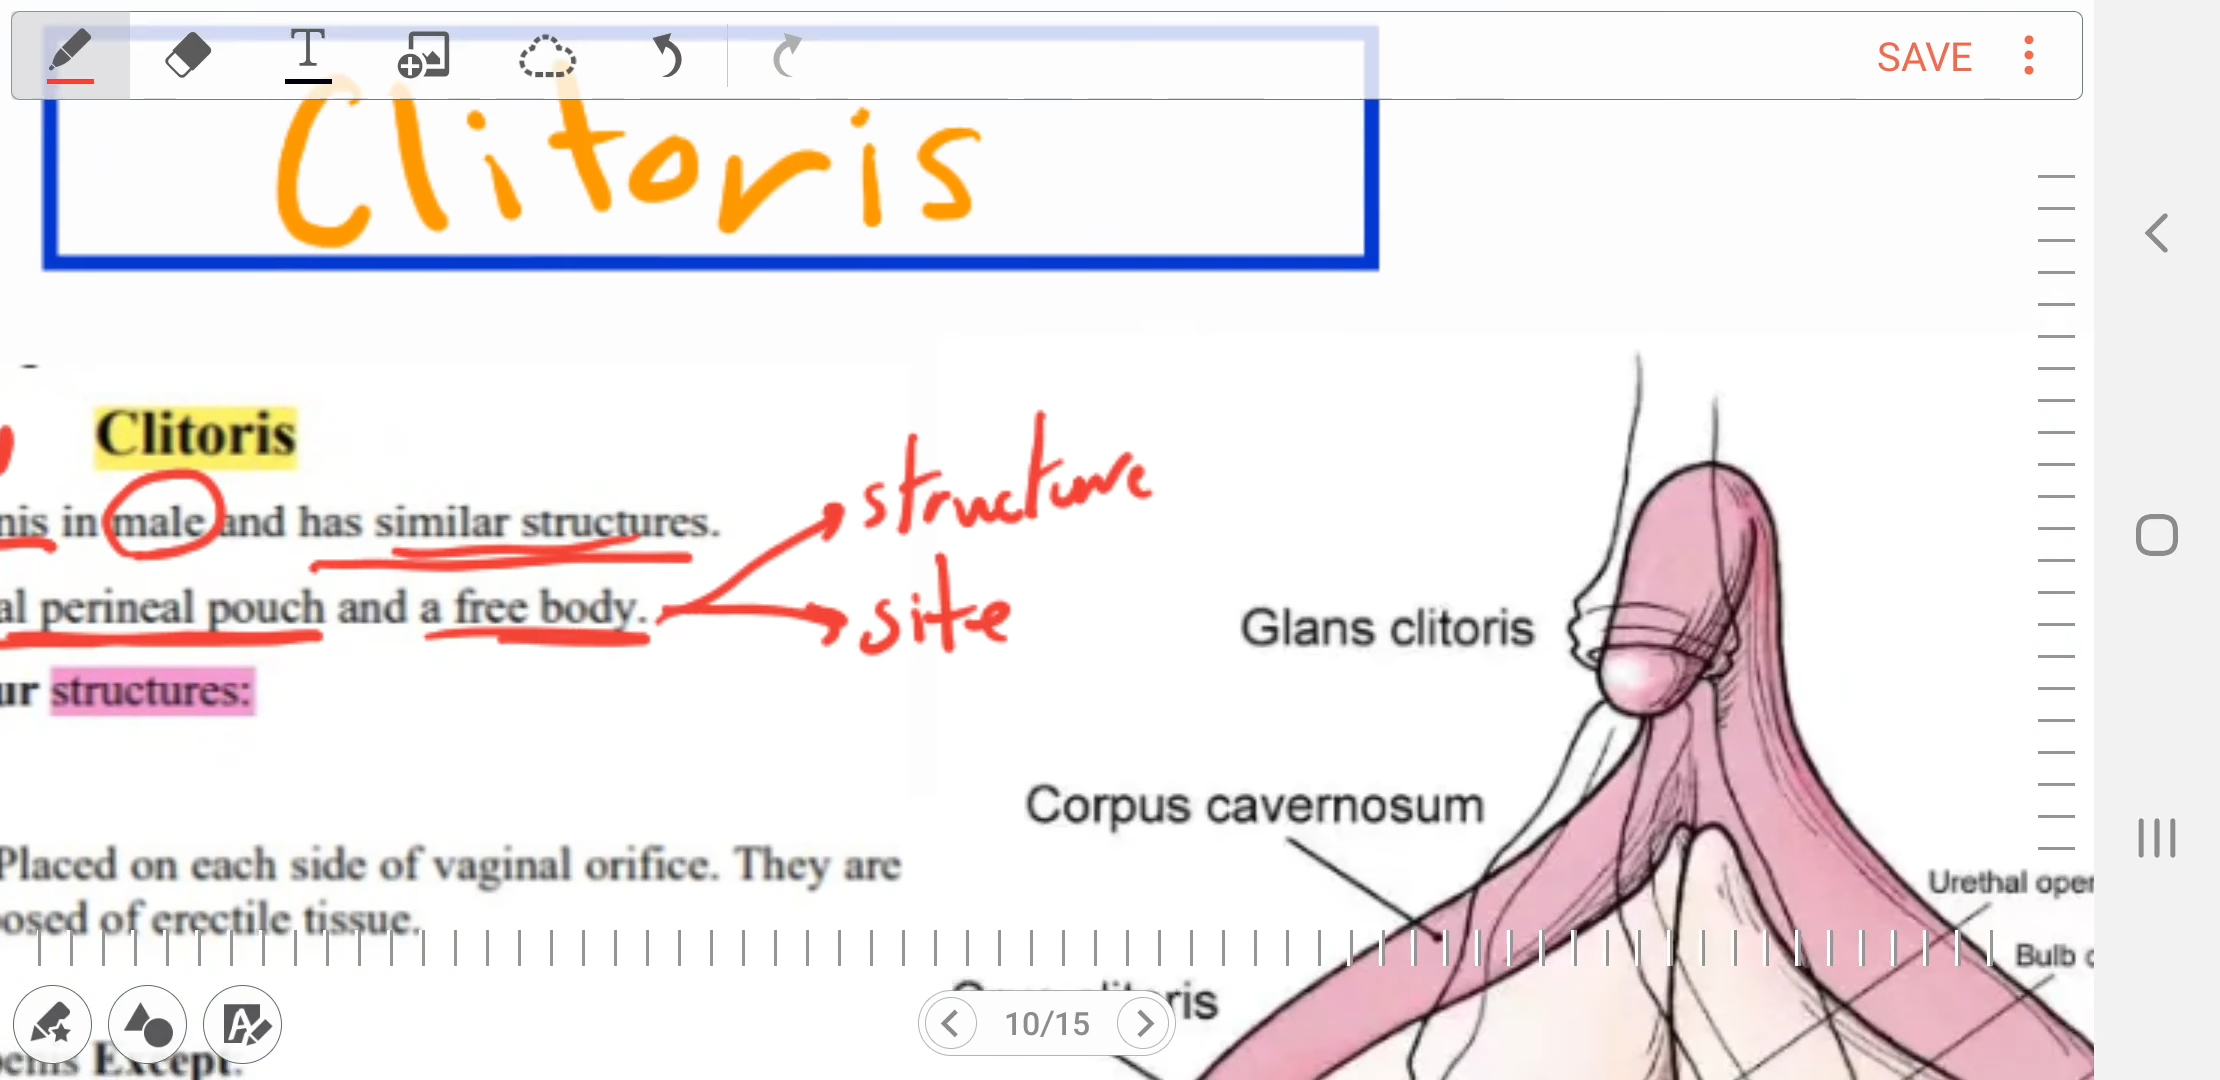 T
SAVE
Clitoris
Clitoris
nis in male and has similar structures.
structure
al perineal pouch and a free body.
site
ur structures:
Glans clitoris
Corpus cavernosum
Placed on each side of vaginal orifice. They are
osed of erectile tissue.
Urethal oper
Bulb
ris
10/15
Except